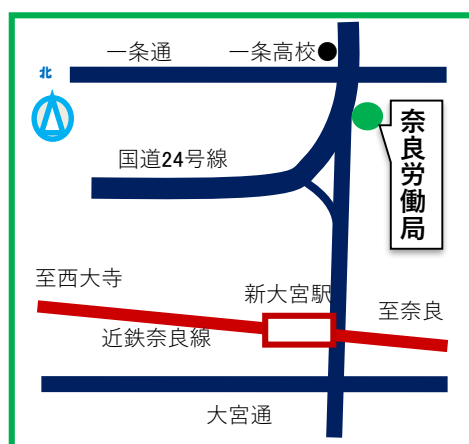 一条通
一条高校
北
奈良労働局
国道24号線
至西大寺
新大宮駅
至奈良
近鉄奈良線
大宮通